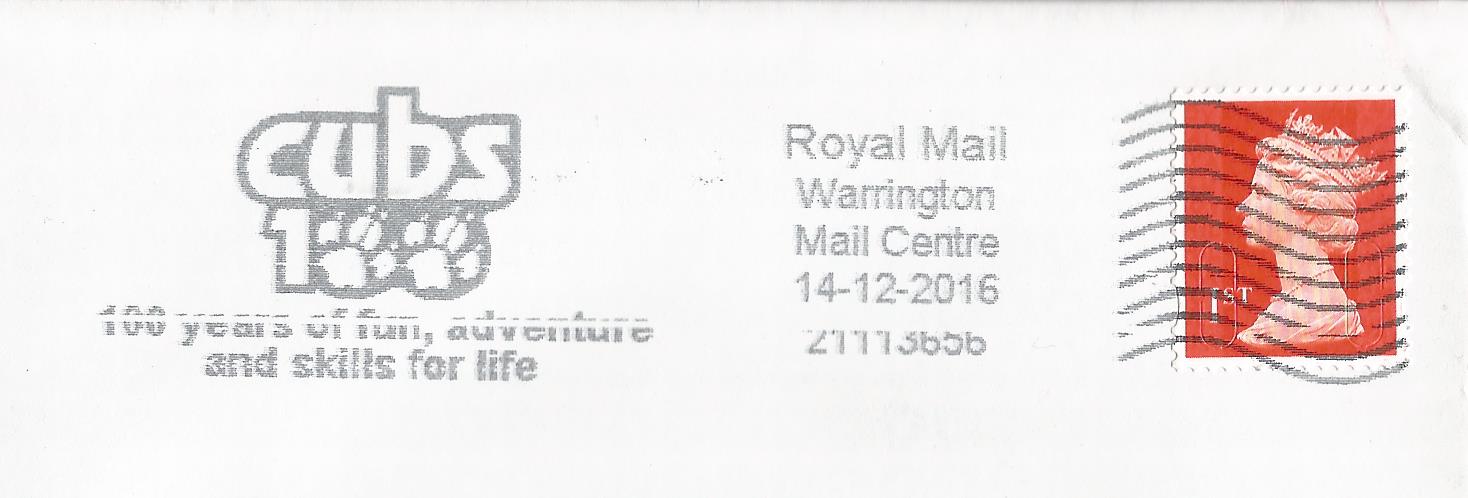 cubs
100
100 years of fun, adventure
and skills for life
Royal Mail
Warrington
Mail Centre
14-12-2016
21113656
1ST